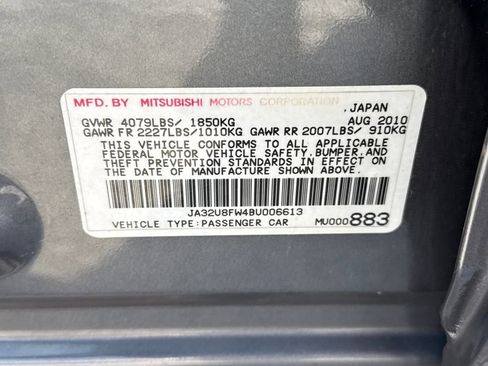 MFD. BY MITSUBISHI MOTORS CORPORATION, JAPAN
GVWR 4079LBS/ 1850KG AUG 2010
GAWR FR 2227LBS/1010KG GAWR RR 2007LBS/ 910KG
THIS VEHICLE CONFORMS TO ALL APPLICABLE
FEDERAL MOTOR VEHICLE SAFETY, BUMPER, AND
THEFT PREVENTION STANDARDS IN EFFECT ON
THE DATE OF MANUFACTURE SHOWN ABOVE.
JA32U8FW4BU006613
VEHICLE TYPE:PASSENGER CAR MU000883